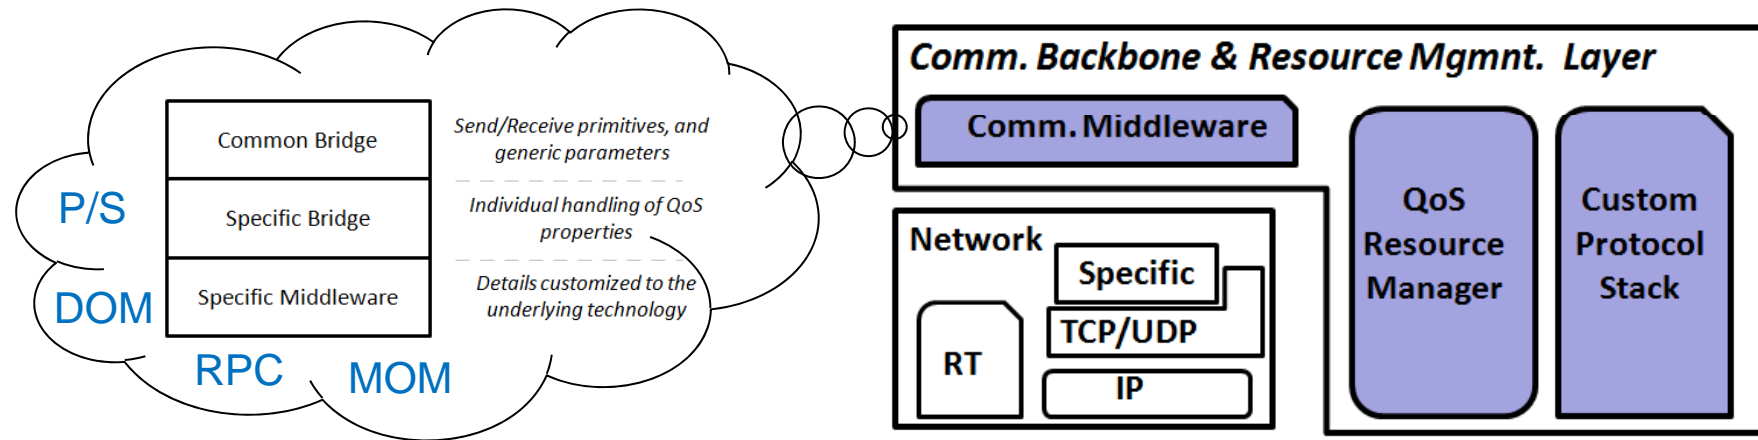 Common Bridge
Send/Receive primitives, and
generic parameters
P/S
Specific Bridge
Individual handling of QoS
properties
DOM
Specific Middleware
Details customized to the
underlying technology
RPC
MOM
Comm. Backbone & Resource Mgmnt. Layer
Comm. Middleware
QoS
Resource
Manager
Custom
Protocol
Stack
Network
Specific
TCP/UDP
RT
IP